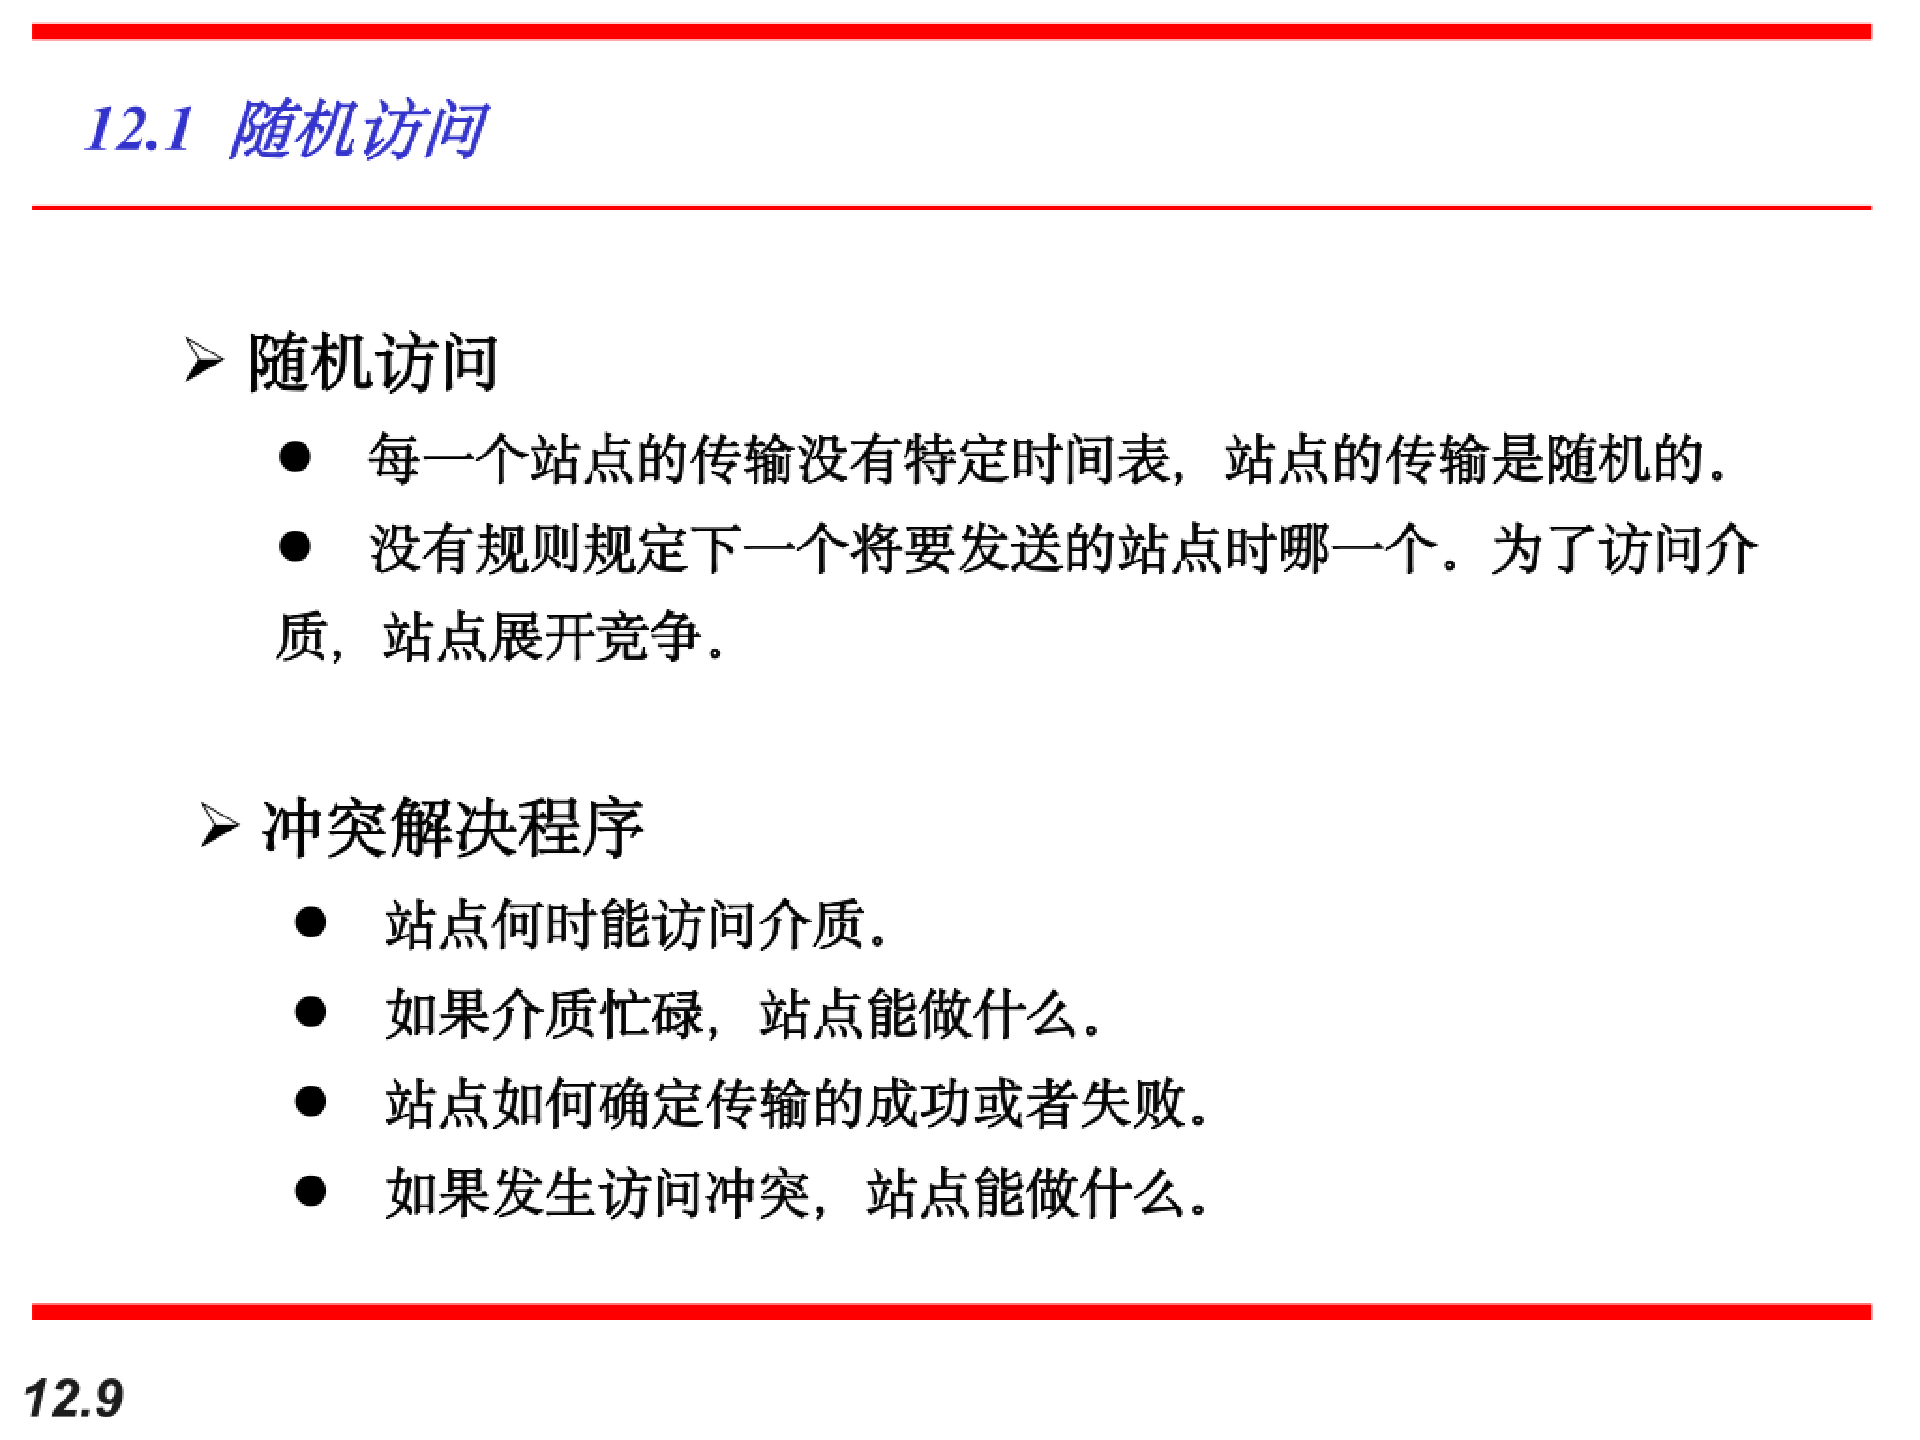 12.1 随机访问
➢ 随机访问
● 每一个站点的传输没有特定时间表，站点的传输是随机的。
● 没有规则规定下一个将要发送的站点时哪一个。为了访问介
质，站点展开竞争。
➢ 冲突解决程序
● 站点何时能访问介质。
● 如果介质忙碌，站点能做什么。
● 站点如何确定传输的成功或者失败。
● 如果发生访问冲突，站点能做什么。
12.9